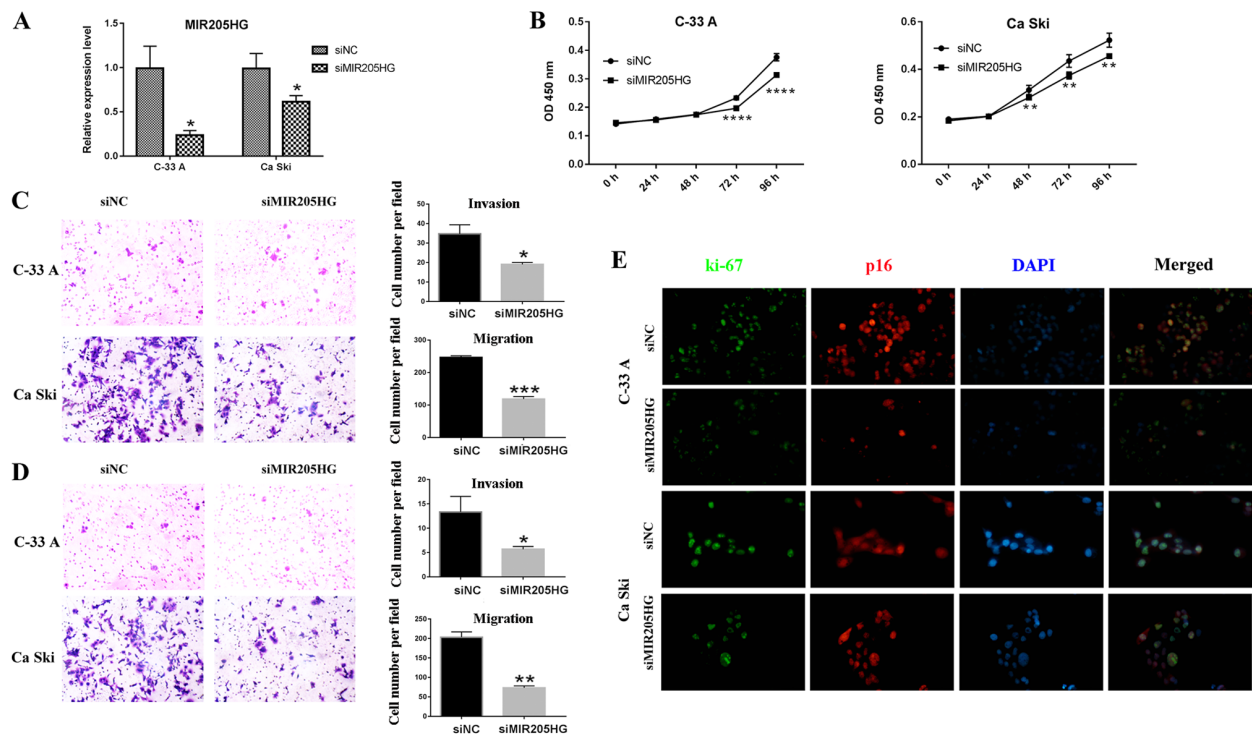 A
MIR205HG
Relative expression level
1.5
1.0
0.5
0.0
siNC
siMIR205HG
*
*
C-33 A
Ca Ski
B
C-33 A
OD 450 nm
0.5
0.4
0.3
0.2
0.1
0.0
siNC
siMIR205HG
****
****
0 h
24 h
48 h
72 h
96 h
Ca Ski
OD 450 nm
0.6
0.4
0.2
0.0
siNC
siMIR205HG
**
**
**
0 h
24 h
48 h
72 h
96 h
C
siNC
siMIR205HG
C-33 A
Ca Ski
Invasion
Cell number per field
50
40
30
20
10
0
*
siNC
siMIR205HG
Migration
Cell number per field
300
200
100
0
***
siNC
siMIR205HG
D
siNC
siMIR205HG
C-33 A
Ca Ski
Invasion
Cell number per field
20
15
10
5
0
*
siNC
siMIR205HG
Migration
Cell number per field
250
200
150
100
50
0
**
siNC
siMIR205HG
E
ki-67
p16
DAPI
Merged
C-33 A
siNC
siMIR205HG
Ca Ski
siNC
siMIR205HG